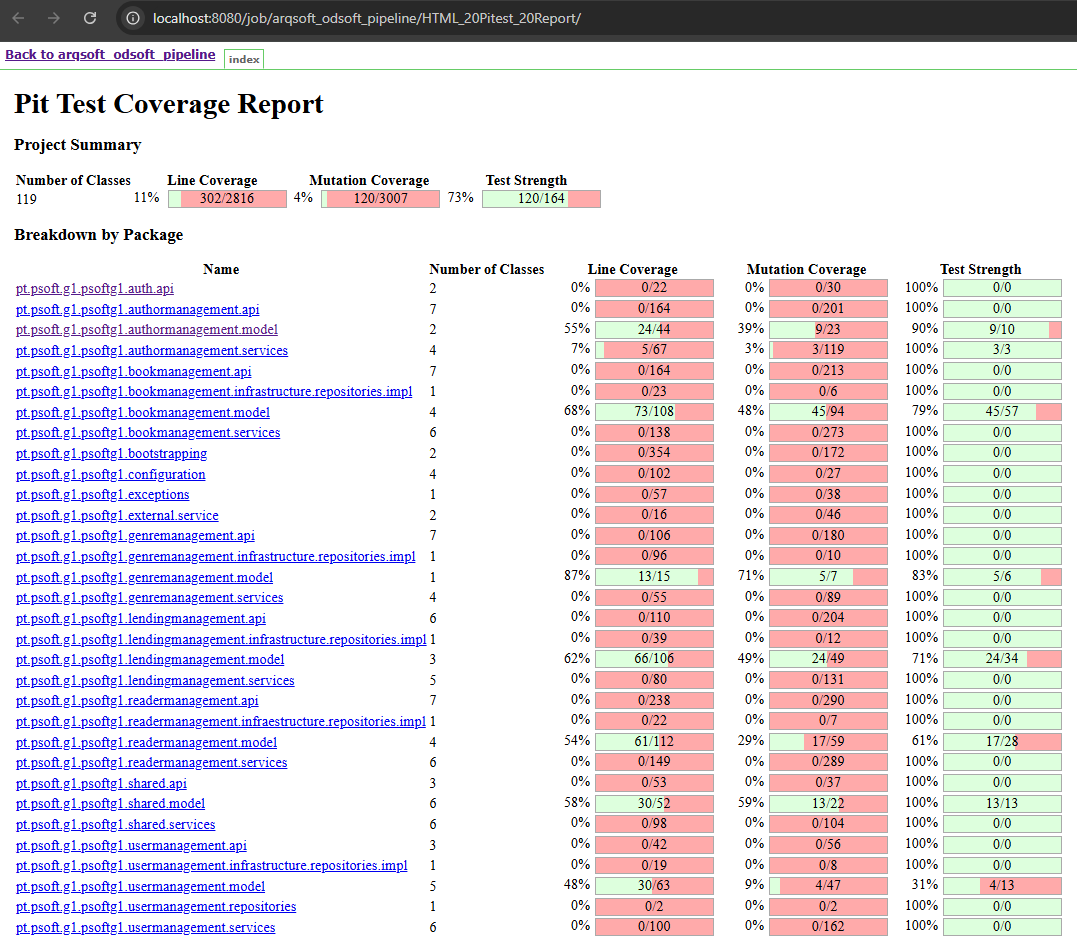 localhost:8080/job/arqsoft_odsoft_pipeline/HTML_20Pitest_20Report/
Back to arqsoft_odsoft_pipeline index
Pit Test Coverage Report
Project Summary
Number of Classes Line Coverage Mutation Coverage Test Strength
119 11% 302/2816 4% 120/3007 73% 120/164
Breakdown by Package
Name Number of Classes Line Coverage Mutation Coverage Test Strength
pt.psoft.g1.psoftg1.auth.api 2 0% 0/22 0% 0/30 100% 0/0
pt.psoft.g1.psoftg1.authormanagement.api 7 0% 0/164 0% 0/201 100% 0/0
pt.psoft.g1.psoftg1.authormanagement.model 2 55% 24/44 39% 9/23 90% 9/10
pt.psoft.g1.psoftg1.authormanagement.services 4 7% 5/67 3% 3/119 100% 3/3
pt.psoft.g1.psoftg1.bookmanagement.api 7 0% 0/164 0% 0/213 100% 0/0
pt.psoft.g1.psoftg1.bookmanagement.infrastructure.repositories.impl 1 0% 0/23 0% 0/6 100% 0/0
pt.psoft.g1.psoftg1.bookmanagement.model 4 68% 73/108 48% 45/94 79% 45/57
pt.psoft.g1.psoftg1.bookmanagement.services 6 0% 0/138 0% 0/273 100% 0/0
pt.psoft.g1.psoftg1.bootstrapping 2 0% 0/354 0% 0/172 100% 0/0
pt.psoft.g1.psoftg1.configuration 4 0% 0/102 0% 0/27 100% 0/0
pt.psoft.g1.psoftg1.exceptions 1 0% 0/57 0% 0/38 100% 0/0
pt.psoft.g1.psoftg1.external.service 2 0% 0/16 0% 0/46 100% 0/0
pt.psoft.g1.psoftg1.genremanagement.api 7 0% 0/106 0% 0/180 100% 0/0
pt.psoft.g1.psoftg1.genremanagement.infrastructure.repositories.impl 1 0% 0/96 0% 0/10 100% 0/0
pt.psoft.g1.psoftg1.genremanagement.model 1 87% 13/15 71% 5/7 83% 5/6
pt.psoft.g1.psoftg1.genremanagement.services 4 0% 0/55 0% 0/89 100% 0/0
pt.psoft.g1.psoftg1.lendingmanagement.api 6 0% 0/110 0% 0/204 100% 0/0
pt.psoft.g1.psoftg1.lendingmanagement.infrastructure.repositories.impl 1 0% 0/39 0% 0/12 100% 0/0
pt.psoft.g1.psoftg1.lendingmanagement.model 3 62% 66/106 49% 24/49 71% 24/34
pt.psoft.g1.psoftg1.lendingmanagement.services 5 0% 0/80 0% 0/131 100% 0/0
pt.psoft.g1.psoftg1.readermanagement.api 7 0% 0/238 0% 0/290 100% 0/0
pt.psoft.g1.psoftg1.readermanagement.infraestructure.repositories.impl 1 0% 0/22 0% 0/7 100% 0/0
pt.psoft.g1.psoftg1.readermanagement.model 4 54% 61/112 29% 17/59 61% 17/28
pt.psoft.g1.psoftg1.readermanagement.services 6 0% 0/149 0% 0/289 100% 0/0
pt.psoft.g1.psoftg1.shared.api 3 0% 0/53 0% 0/37 100% 0/0
pt.psoft.g1.psoftg1.shared.model 6 58% 30/52 59% 13/22 100% 13/13
pt.psoft.g1.psoftg1.shared.services 6 0% 0/98 0% 0/104 100% 0/0
pt.psoft.g1.psoftg1.usermanagement.api 3 0% 0/42 0% 0/56 100% 0/0
pt.psoft.g1.psoftg1.usermanagement.infrastructure.repositories.impl 1 0% 0/19 0% 0/8 100% 0/0
pt.psoft.g1.psoftg1.usermanagement.model 5 48% 30/63 9% 4/47 31% 4/13
pt.psoft.g1.psoftg1.usermanagement.repositories 1 0% 0/2 0% 0/2 100% 0/0
pt.psoft.g1.psoftg1.usermanagement.services 6 0% 0/100 0% 0/162 100% 0/0